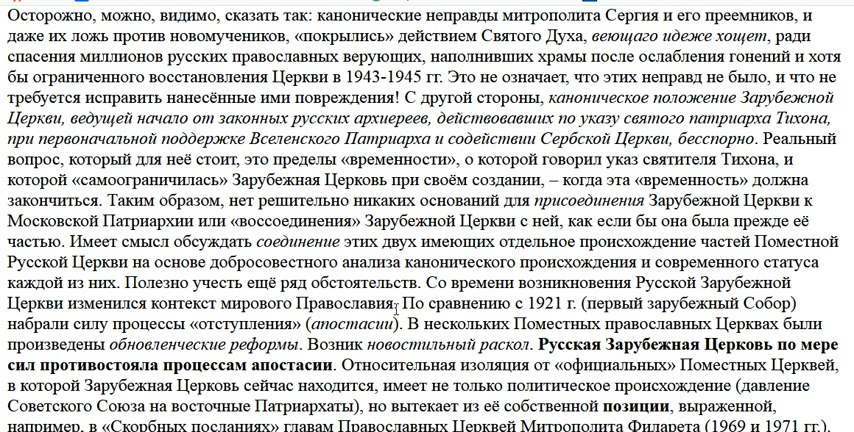 Осторожно, можно, видимо, сказать так: канонические неправды митрополита Сергия и его преемников, и
даже их ложь против новомучеников, «покрылись» действием Святого Духа, веющаго идеже хощет, ради
спасения миллионов русских православных верующих, наполнивших храмы после ослабления гонений и хотя
бы ограниченного восстановления Церкви в 1943-1945 гг. Это не означает, что этих неправд не было, и что не
требуется исправить нанесённые ими повреждения! С другой стороны, каноническое положение Зарубежной
Церкви, ведущей начало от законных русских архиереев, действовавших по указу святого патриарха Тихона,
при первоначальной поддержке Вселенского Патриарха и содействии Сербской Церкви, бесспорно. Реальный
вопрос, который для неё стоит, это пределы «временности», о которой говорил указ святителя Тихона, и
которой «самоограничилась» Зарубежная Церковь при своём создании, – когда эта «временность» должна
закончиться. Таким образом, нет решительно никаких оснований для присоединения Зарубежной Церкви к
Московской Патриархии или «воссоединения» Зарубежной Церкви с ней, как если бы она была прежде её
частью. Имеет смысл обсуждать соединение этих двух имеющих отдельное происхождение частей Поместной
Русской Церкви на основе добросовестного анализа канонического происхождения и современного статуса
каждой из них. Полезно учесть ещё ряд обстоятельств. Со времени возникновения Русской Зарубежной
Церкви изменился контекст мирового Православия. По сравнению с 1921 г. (первый зарубежный Собор)
набрали силу процессы «отступления» (апостасии). В нескольких Поместных православных Церквах были
произведены обновленческие реформы. Возник новостильный раскол. Русская Зарубежная Церковь по мере
сил противостояла процессам апостасии. Относительная изоляция от «официальных» Поместных Церквей,
в которой Зарубежная Церковь сейчас находится, имеет не только политическое происхождение (давление
Советского Союза на восточные Патриархаты), но вытекает из её собственной позиции, выраженной,
например, в «Скорбных посланиях» главам Православных Церквей Митрополита Филарета (1969 и 1971 гг.).